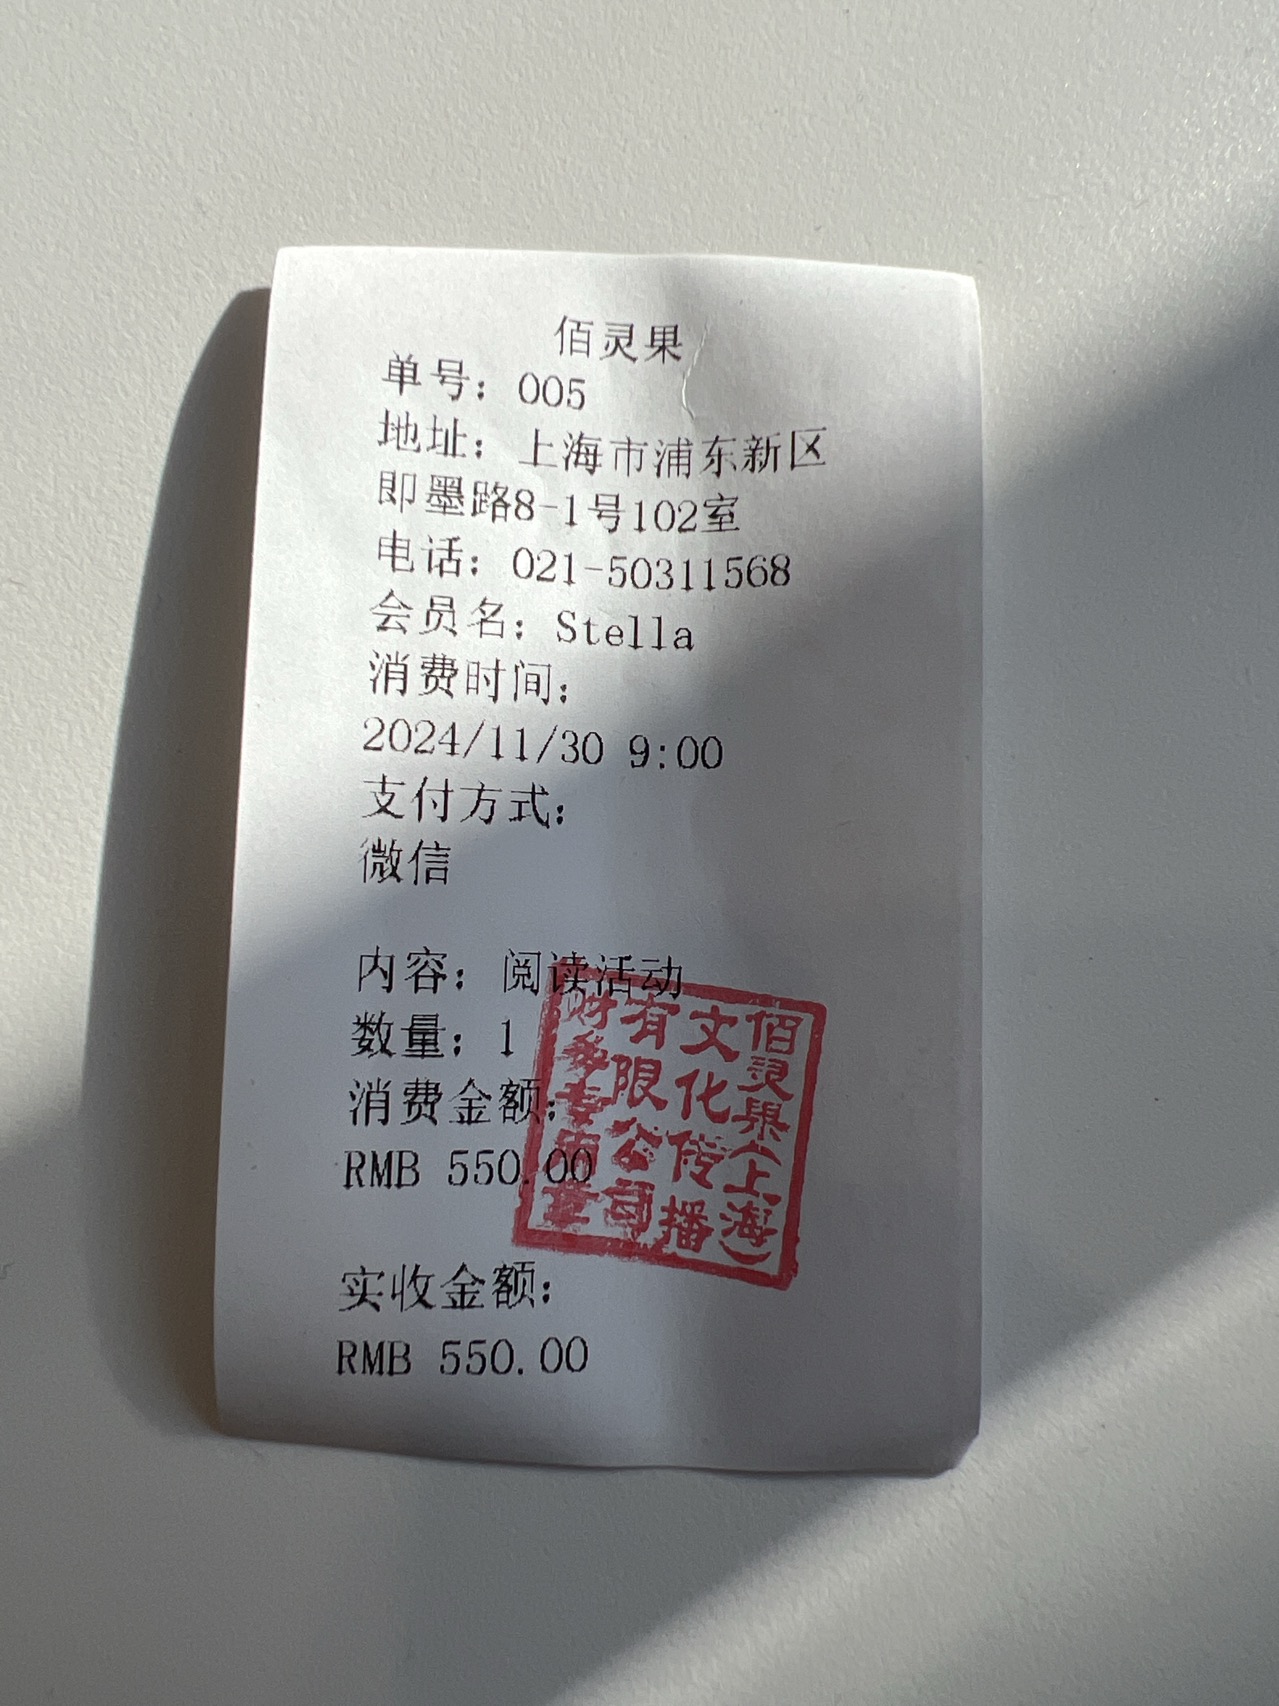 佰灵果
单号：005
地址：上海市浦东新区
即墨路8-1号102室
电话：021-50311568
会员名：Stella
消费时间：
2024/11/30 9:00
支付方式：
微信
内容：阅读活动
数量：1
消费金额：
RMB 550.00
实收金额：
RMB 550.00
佰灵果(上海)
文化传播
有限公司
财务专用章